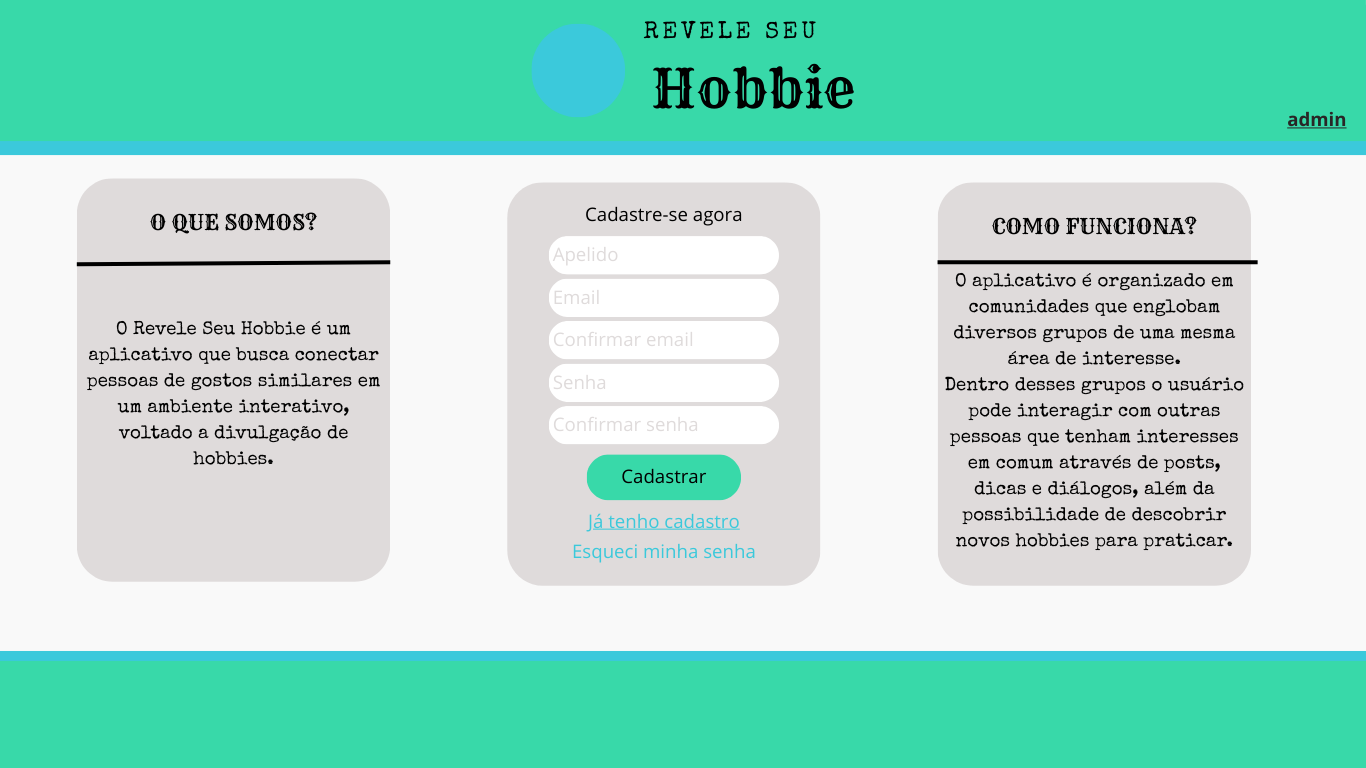 REVELE SEU
Hobbie
admin
O QUE SOMOS?
O Revele Seu Hobbie é um
aplicativo que busca conectar
pessoas de gostos similares em
um ambiente interativo,
voltado a divulgação de
hobbies.
Cadastre-se agora
Apelido
Email
Confirmar email
Senha
Confirmar senha
Cadastrar
Já tenho cadastro
Esqueci minha senha
COMO FUNCIONA?
O aplicativo é organizado em
comunidades que englobam
diversos grupos de uma mesma
área de interesse.
Dentro desses grupos o usuário
pode interagir com outras
pessoas que tenham interesses
em comum através de posts,
dicas e diálogos, além da
possibilidade de descobrir
novos hobbies para praticar.